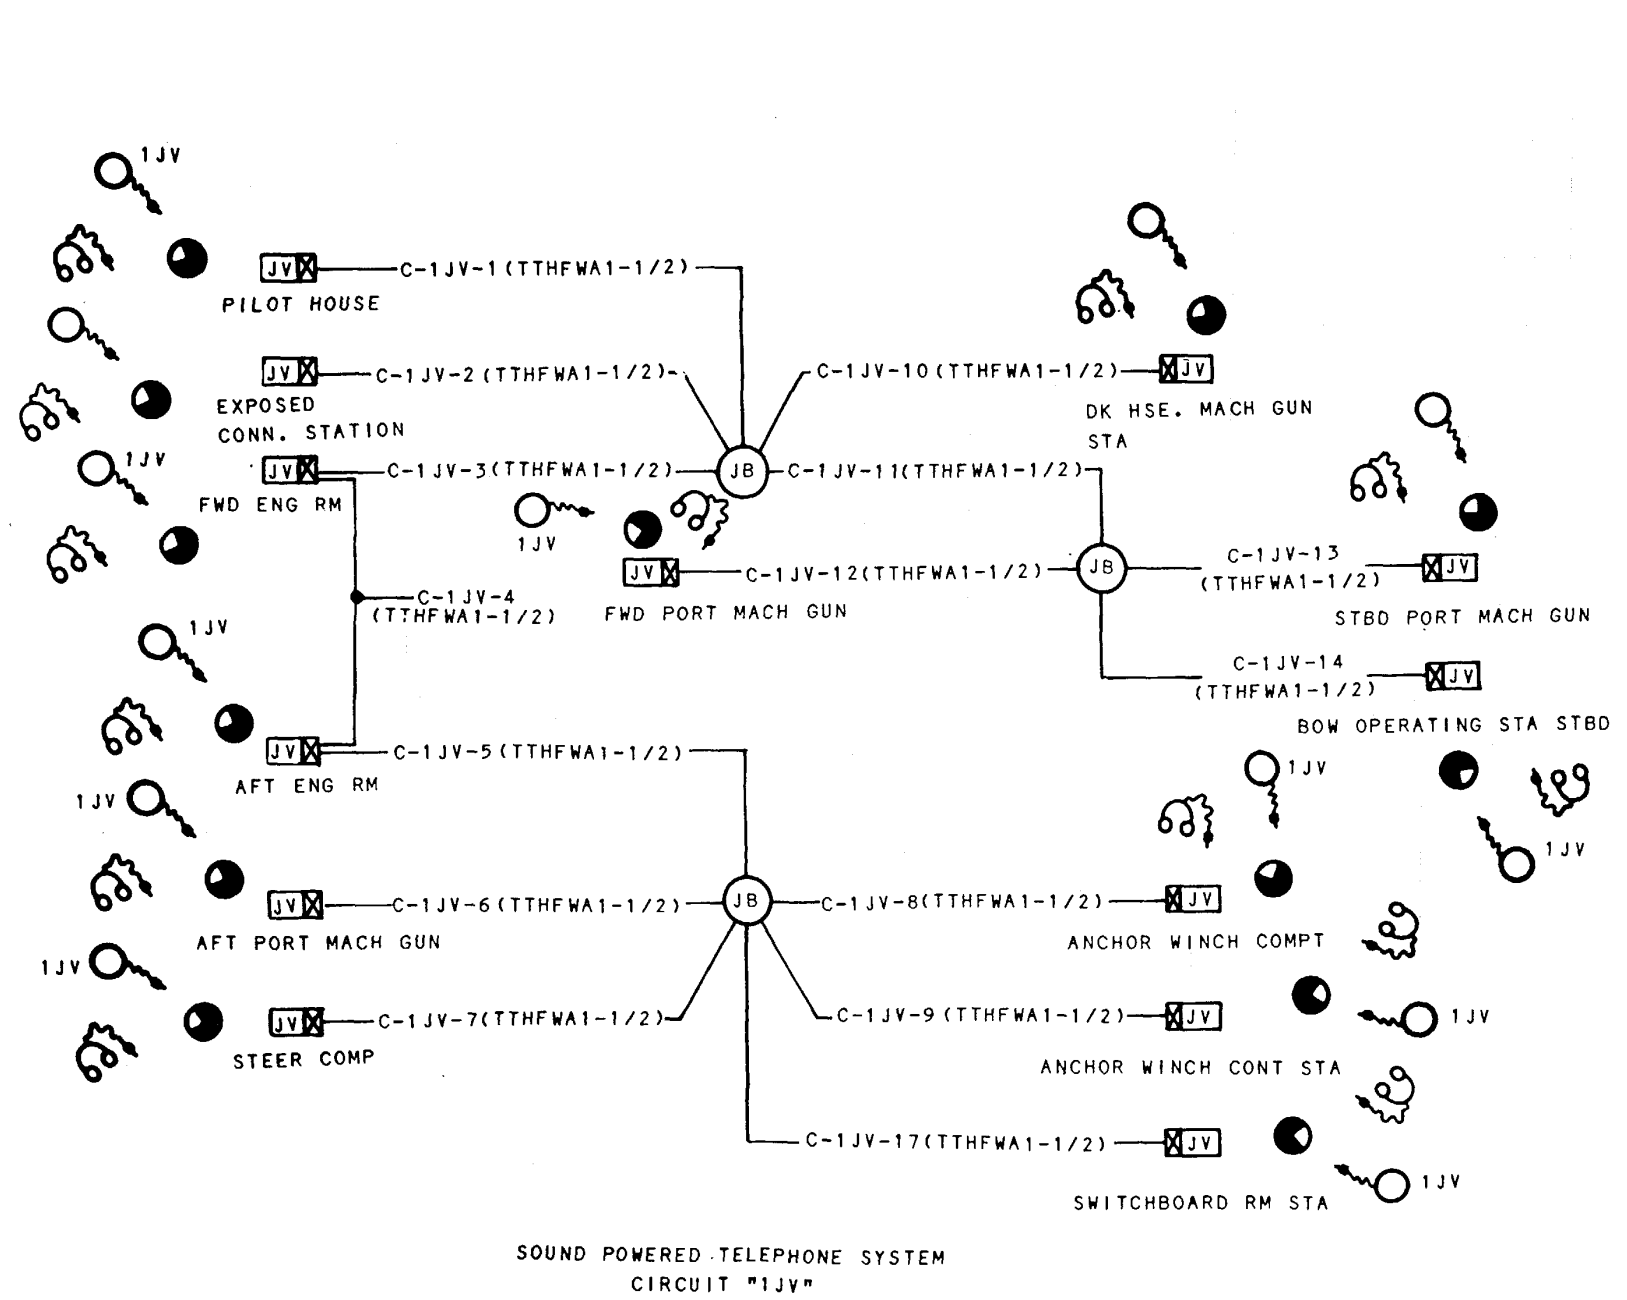 1JV
JV
C-1JV-1(TTHFWA1-1/2)
PILOT HOUSE
JV
C-1JV-2(TTHFWA1-1/2)
C-1JV-10(TTHFWA1-1/2)
JV
EXPOSED
CONN. STATION
DK HSE. MACH GUN
STA
1JV
JV
C-1JV-3(TTHFWA1-1/2)
JB
C-1JV-11(TTHFWA1-1/2)
FWD ENG RM
1JV
JV
C-1JV-12(TTHFWA1-1/2)
JB
C-1JV-13
(TTHFWA1-1/2)
JV
C-1JV-4
(TTHFWA1-1/2)
FWD PORT MACH GUN
STBD PORT MACH GUN
1JV
C-1JV-14
(TTHFWA1-1/2)
JV
BOW OPERATING STA STBD
JV
C-1JV-5(TTHFWA1-1/2)
AFT ENG RM
1JV
1JV
1JV
JV
C-1JV-6(TTHFWA1-1/2)
JB
C-1JV-8(TTHFWA1-1/2)
JV
AFT PORT MACH GUN
ANCHOR WINCH COMPT
1JV
JV
C-1JV-7(TTHFWA1-1/2)
C-1JV-9(TTHFWA1-1/2)
JV
1JV
STEER COMP
ANCHOR WINCH CONT STA
C-1JV-17(TTHFWA1-1/2)
JV
1JV
SWITCHBOARD RM STA
SOUND POWERED TELEPHONE SYSTEM
CIRCUIT "1JV"